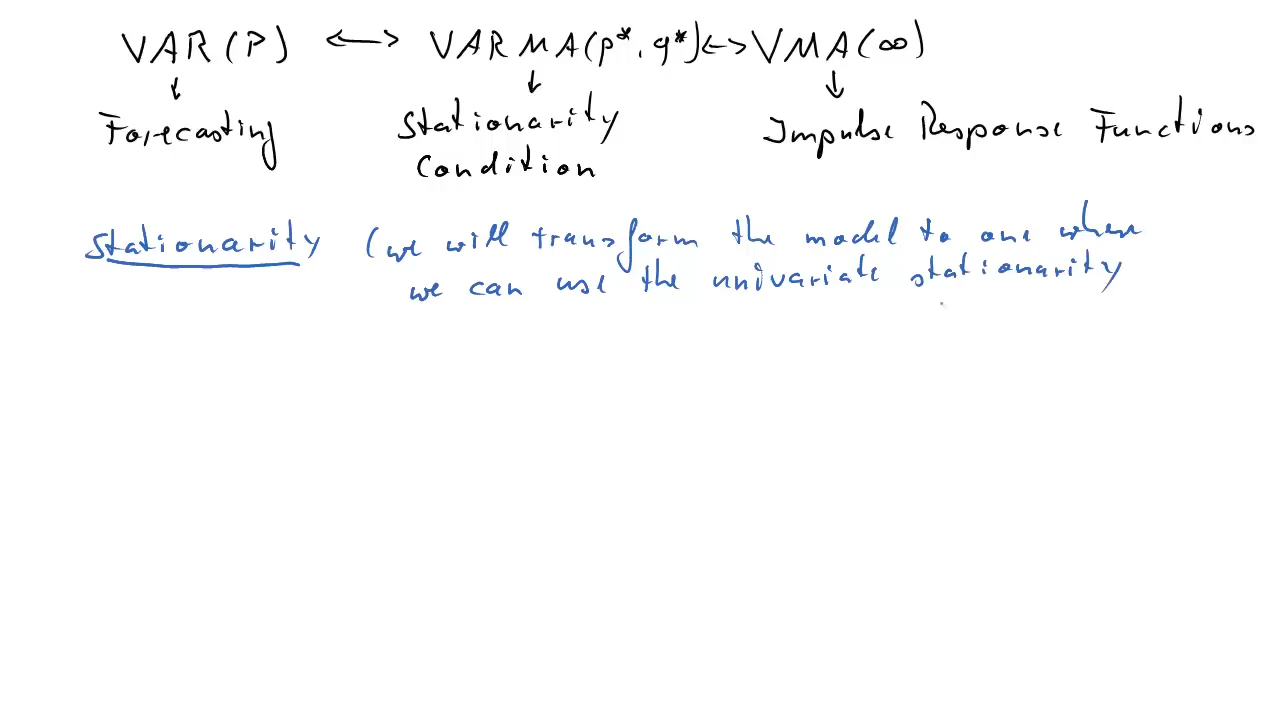 VAR(P) <-> VARMA(p*, q*) <-> VMA(∞)
↓ ↓ ↓
Forecasting Stationarity Condition Impulse Response Functions
Stationarity (we will transform the model to one where
we can use the univariate stationarity